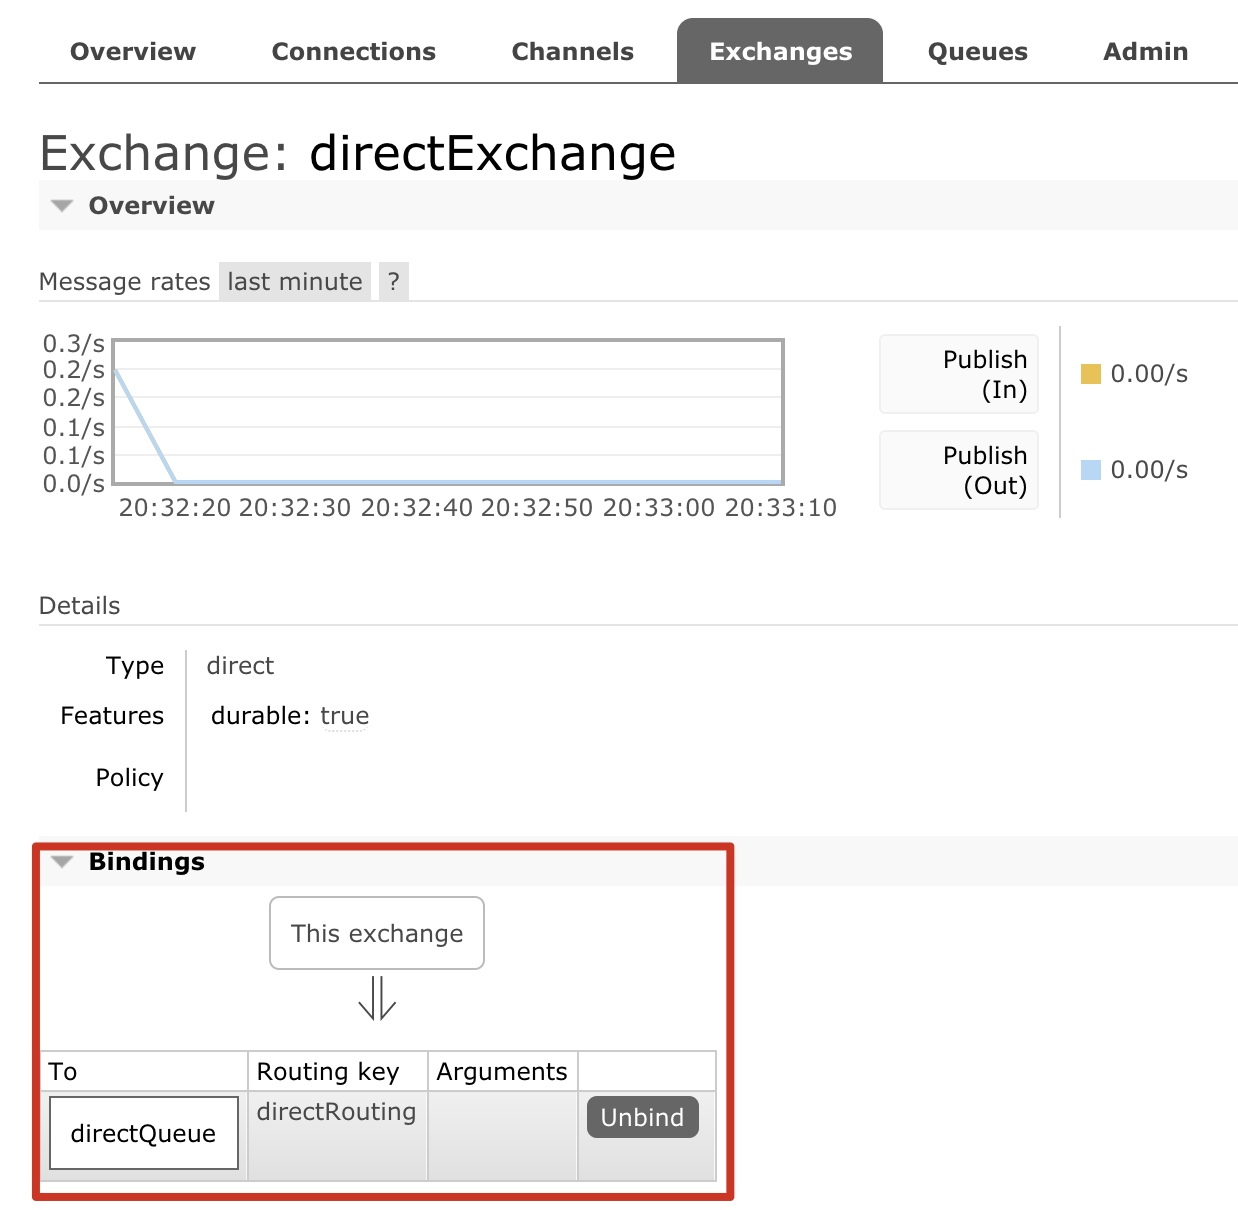 Overview Connections Channels Exchanges Queues Admin
Exchange: directExchange
Overview
Message rates last minute ?
0.3/s
0.2/s
0.2/s
0.1/s
0.1/s
0.0/s
20:32:20 20:32:30 20:32:40 20:32:50 20:33:00 20:33:10
Publish
(In)
0.00/s
Publish
(Out)
0.00/s
Details
Type direct
Features durable: true
Policy
Bindings
This exchange
To Routing key Arguments
directQueue directRouting Unbind